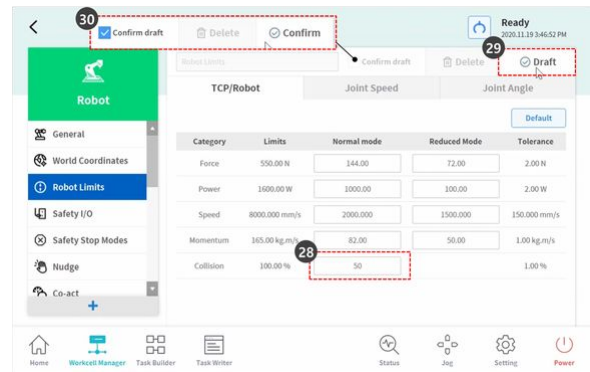 30
Confirm draft
Delete
Confirm
Ready
2020.11.19 3:46:52 PM
29
Robot Limits
Confirm draft
Delete
Draft
Robot
TCP/Robot
Joint Speed
Joint Angle
Default
General
World Coordinates
Robot Limits
Safety I/O
Safety Stop Modes
Nudge
Co-act
+
Category Limits Normal mode Reduced Mode Tolerance
Force 550.00 N 144.00 72.00 2.00 N
Power 1600.00 W 1000.00 100.00 2.00 W
Speed 8000.000 mm/s 2000.000 1500.000 150.000 mm/s
Momentum 165.00 kg.m/s 82.00 50.00 1.00 kg.m/s
28
Collision 100.00 % 50 1.00 %
Home
Workcell Manager
Task Builder
Task Writer
Status
Jog
Setting
Power